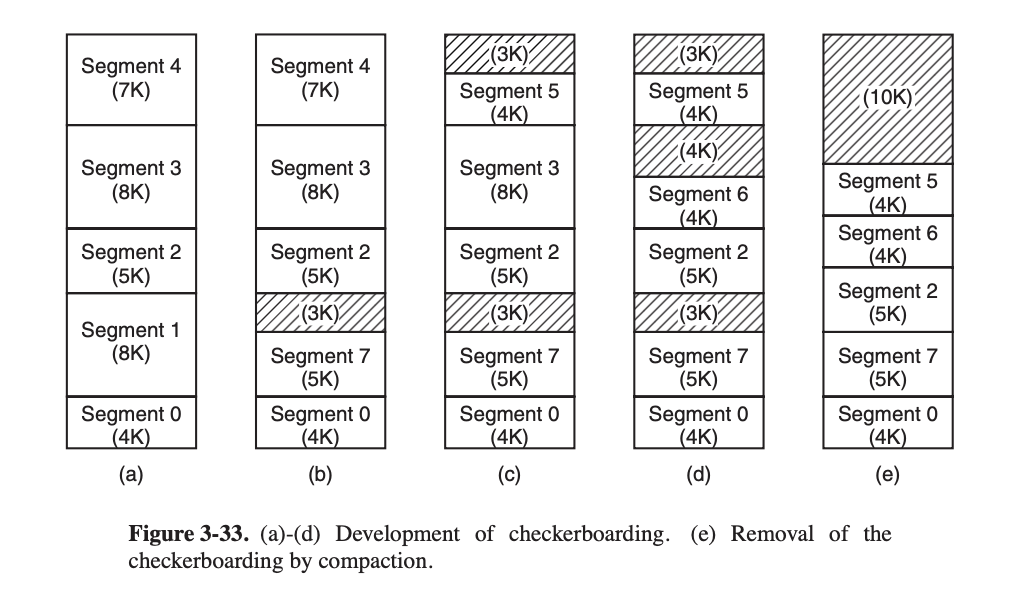 Segment 4
(7K)
Segment 3
(8K)
Segment 2
(5K)
Segment 1
(8K)
Segment 0
(4K)
(a)
Segment 4
(7K)
Segment 3
(8K)
Segment 2
(5K)
(3K)
Segment 7
(5K)
Segment 0
(4K)
(b)
(3K)
Segment 5
(4K)
Segment 3
(8K)
Segment 2
(5K)
(3K)
Segment 7
(5K)
Segment 0
(4K)
(c)
(3K)
Segment 5
(4K)
(4K)
Segment 6
(4K)
Segment 2
(5K)
(3K)
Segment 7
(5K)
Segment 0
(4K)
(d)
(10K)
Segment 5
(4K)
Segment 6
(4K)
Segment 2
(5K)
Segment 7
(5K)
Segment 0
(4K)
(e)
Figure 3-33. (a)-(d) Development of checkerboarding. (e) Removal of the
checkerboarding by compaction.